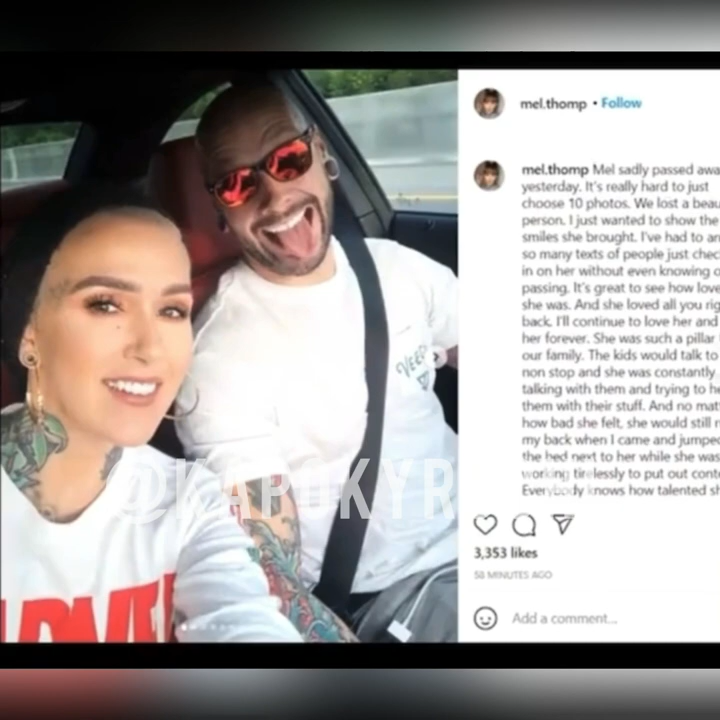 mel.thomp • Follow
mel.thomp Mel sadly passed awa
yesterday. It's really hard to just
choose 10 photos. We lost a beau
person. I just wanted to show the
smiles she brought. I've had to an
so many texts of people just chec
in on her without even knowing o
passing. It's great to see how love
she was. And she loved all you rig
back. I'll continue to love her and
her forever. She was such a pillar
our family. The kids would talk to
non stop and she was constantly
talking with them and trying to he
them with their stuff. And no mat
how bad she felt, she would still r
my back when I came and jumped
the bed next to her while she was
working tirelessly to put out conte
Everybody knows how talented sh
3,353 likes
58 MINUTES AGO
Add a comment...
@KAPUKYR